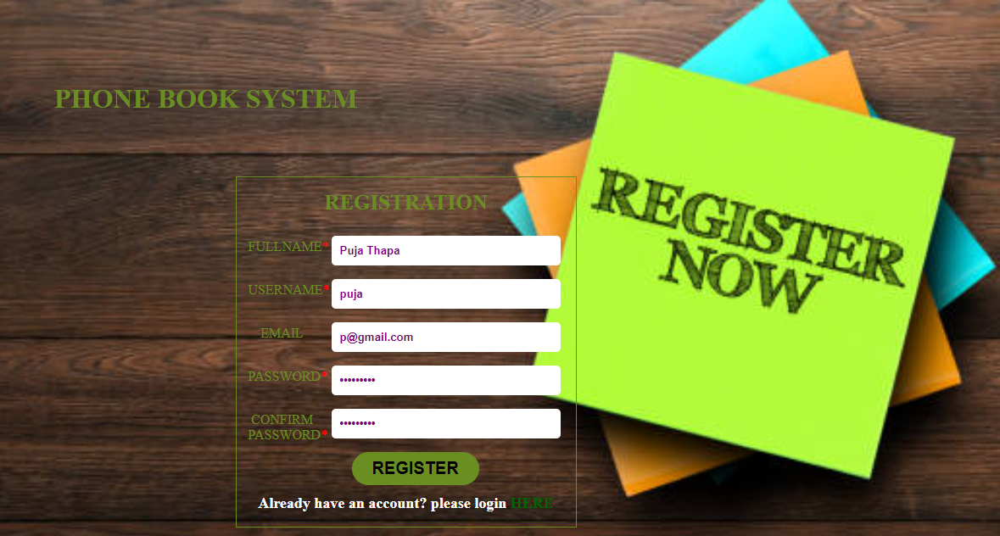 PHONE BOOK SYSTEM
REGISTRATION
FULLNAME* Puja Thapa
USERNAME* puja
EMAIL p@gmail.com
PASSWORD* •••••••••
CONFIRM
PASSWORD* •••••••••
REGISTER
Already have an account? please login HERE
REGISTER
NOW